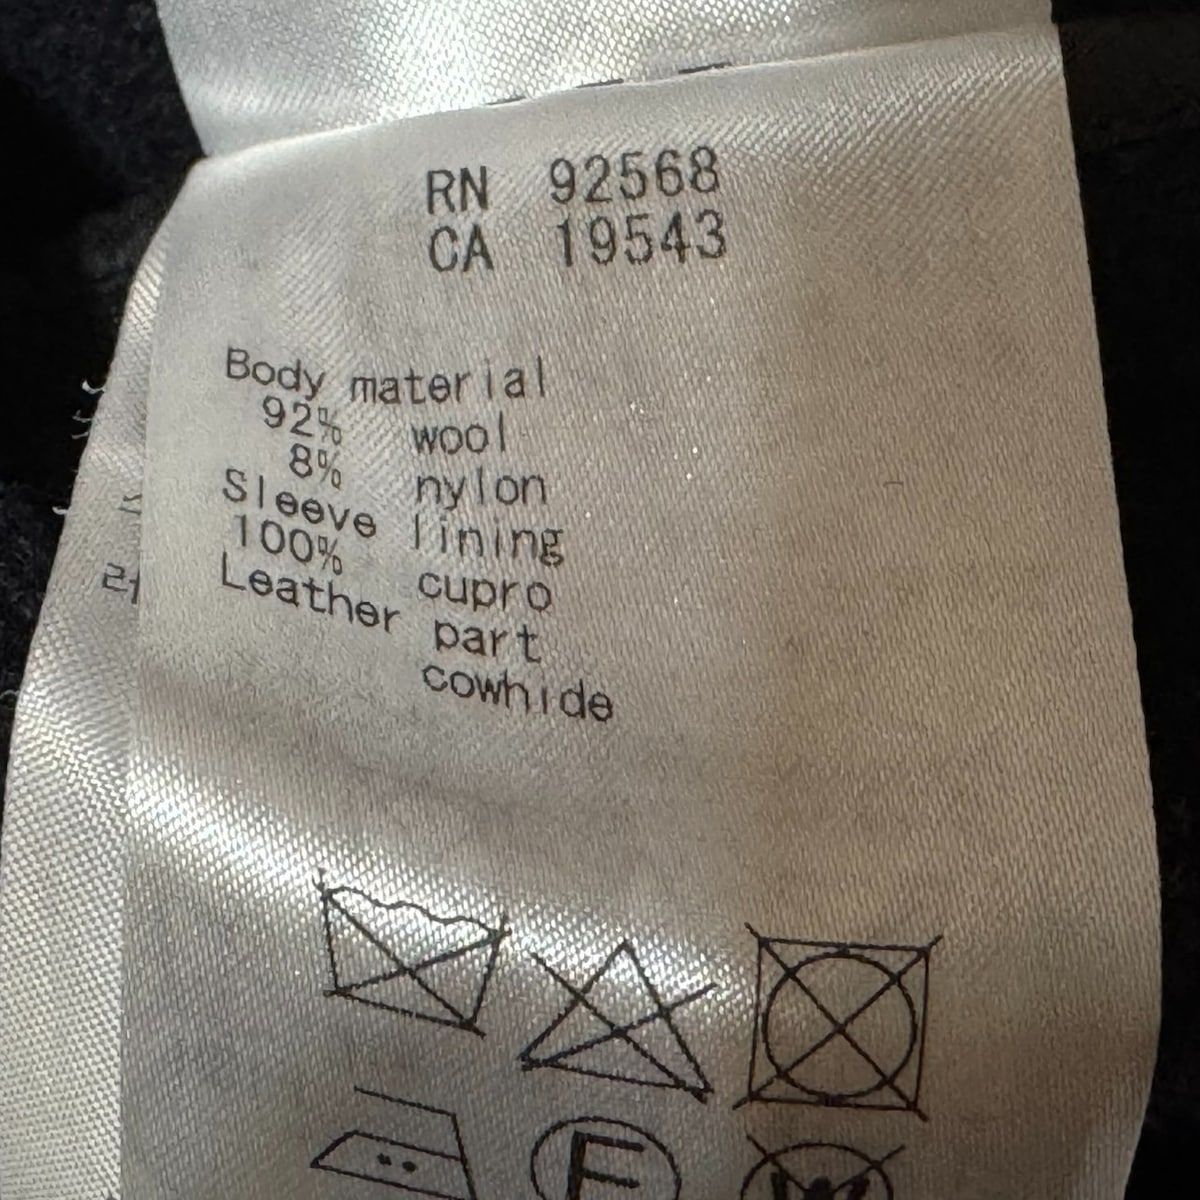 RN 92568
CA 19543
Body material
92% wool
8% nylon
Sleeve lining
100% cupro
Leather part
cowhide
F